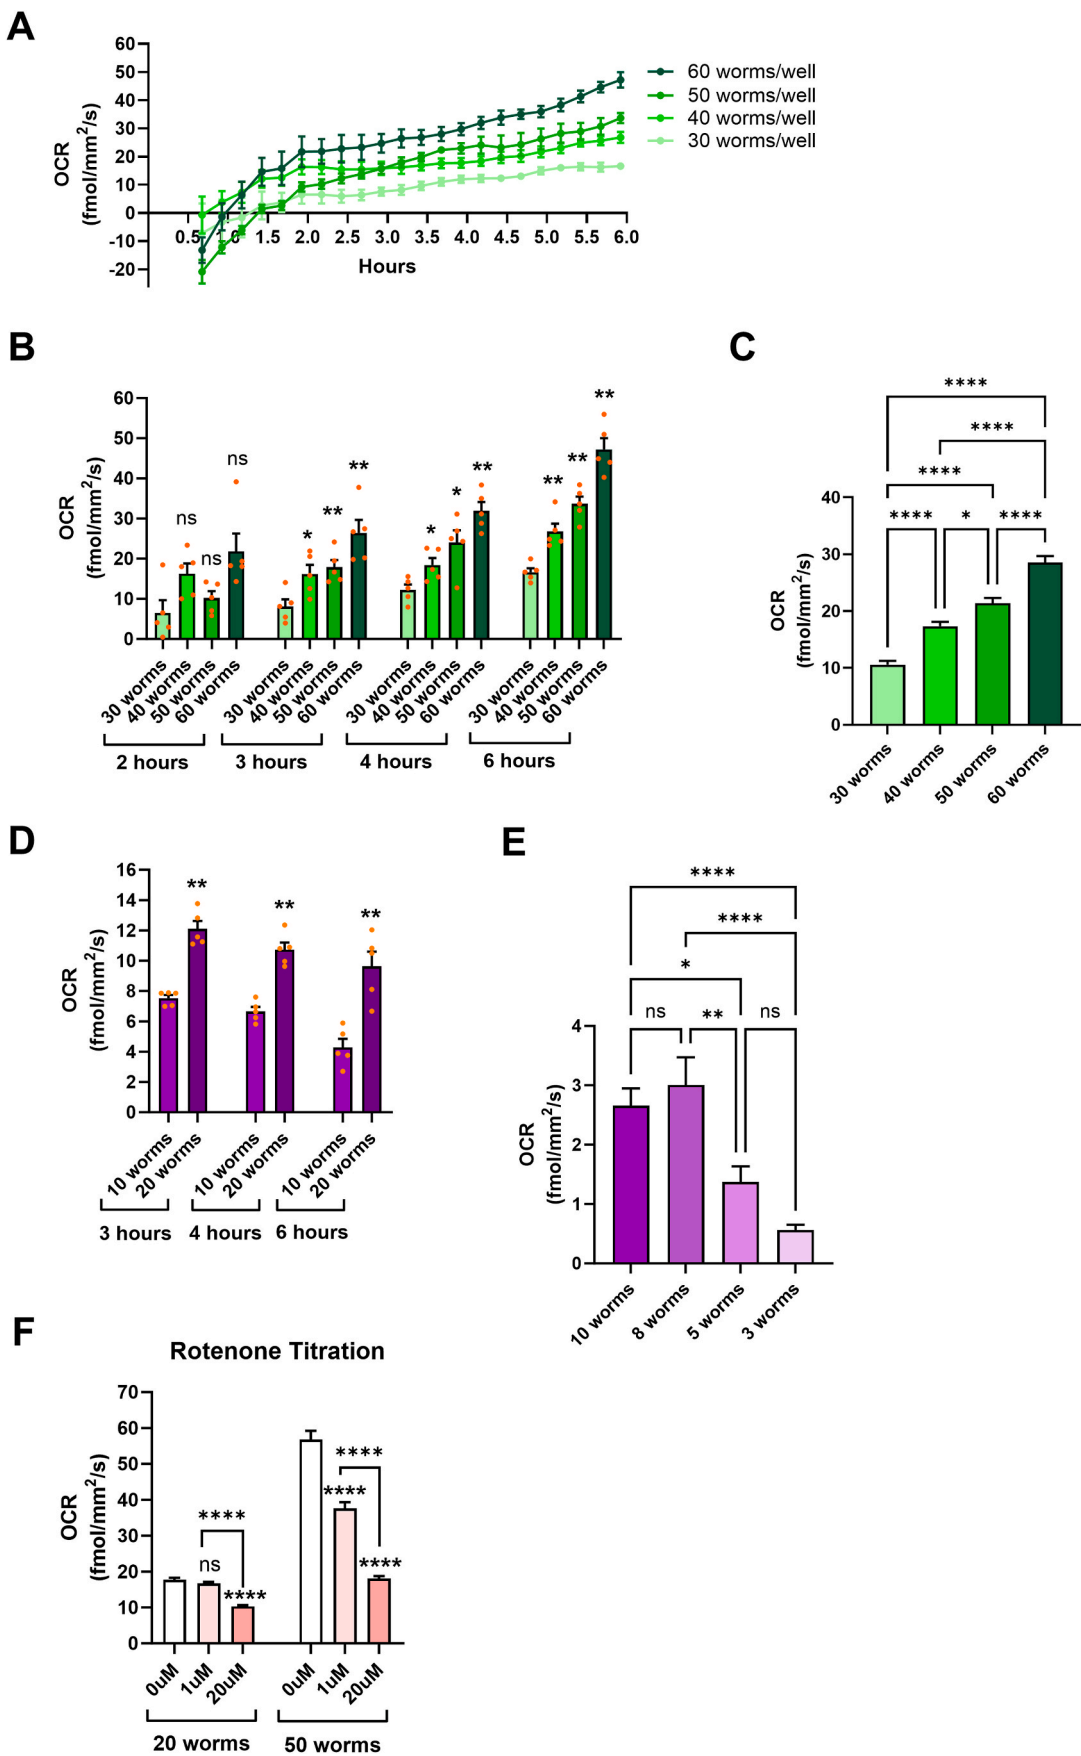 A
60
50
40
30
20
10
0
-10
-20
OCR
(fmol/mm²/s)
0.5 1.0 1.5 2.0 2.5 3.0 3.5 4.0 4.5 5.0 5.5 6.0
Hours
60 worms/well
50 worms/well
40 worms/well
30 worms/well
B
60
50
40
30
20
10
0
OCR
(fmol/mm²/s)
ns ns ns
* ** **
* * **
** ** **
30 worms 40 worms 50 worms 60 worms 30 worms 40 worms 50 worms 60 worms 30 worms 40 worms 50 worms 60 worms 30 worms 40 worms 50 worms 60 worms
2 hours 3 hours 4 hours 6 hours
C
****
****
****
**** * ****
40
30
20
10
0
OCR
(fmol/mm²/s)
30 worms 40 worms 50 worms 60 worms
D
16
14
12
10
8
6
4
2
0
OCR
(fmol/mm²/s)
** ** **
10 worms 20 worms 10 worms 20 worms 10 worms 20 worms
3 hours 4 hours 6 hours
E
****
****
*
ns ** ns
4
3
2
1
0
OCR
(fmol/mm²/s)
10 worms 8 worms 5 worms 3 worms
F
Rotenone Titration
70
60
50
40
30
20
10
0
OCR
(fmol/mm²/s)
****
ns
****
****
****
****
0uM 1uM 20uM 0uM 1uM 20uM
20 worms 50 worms